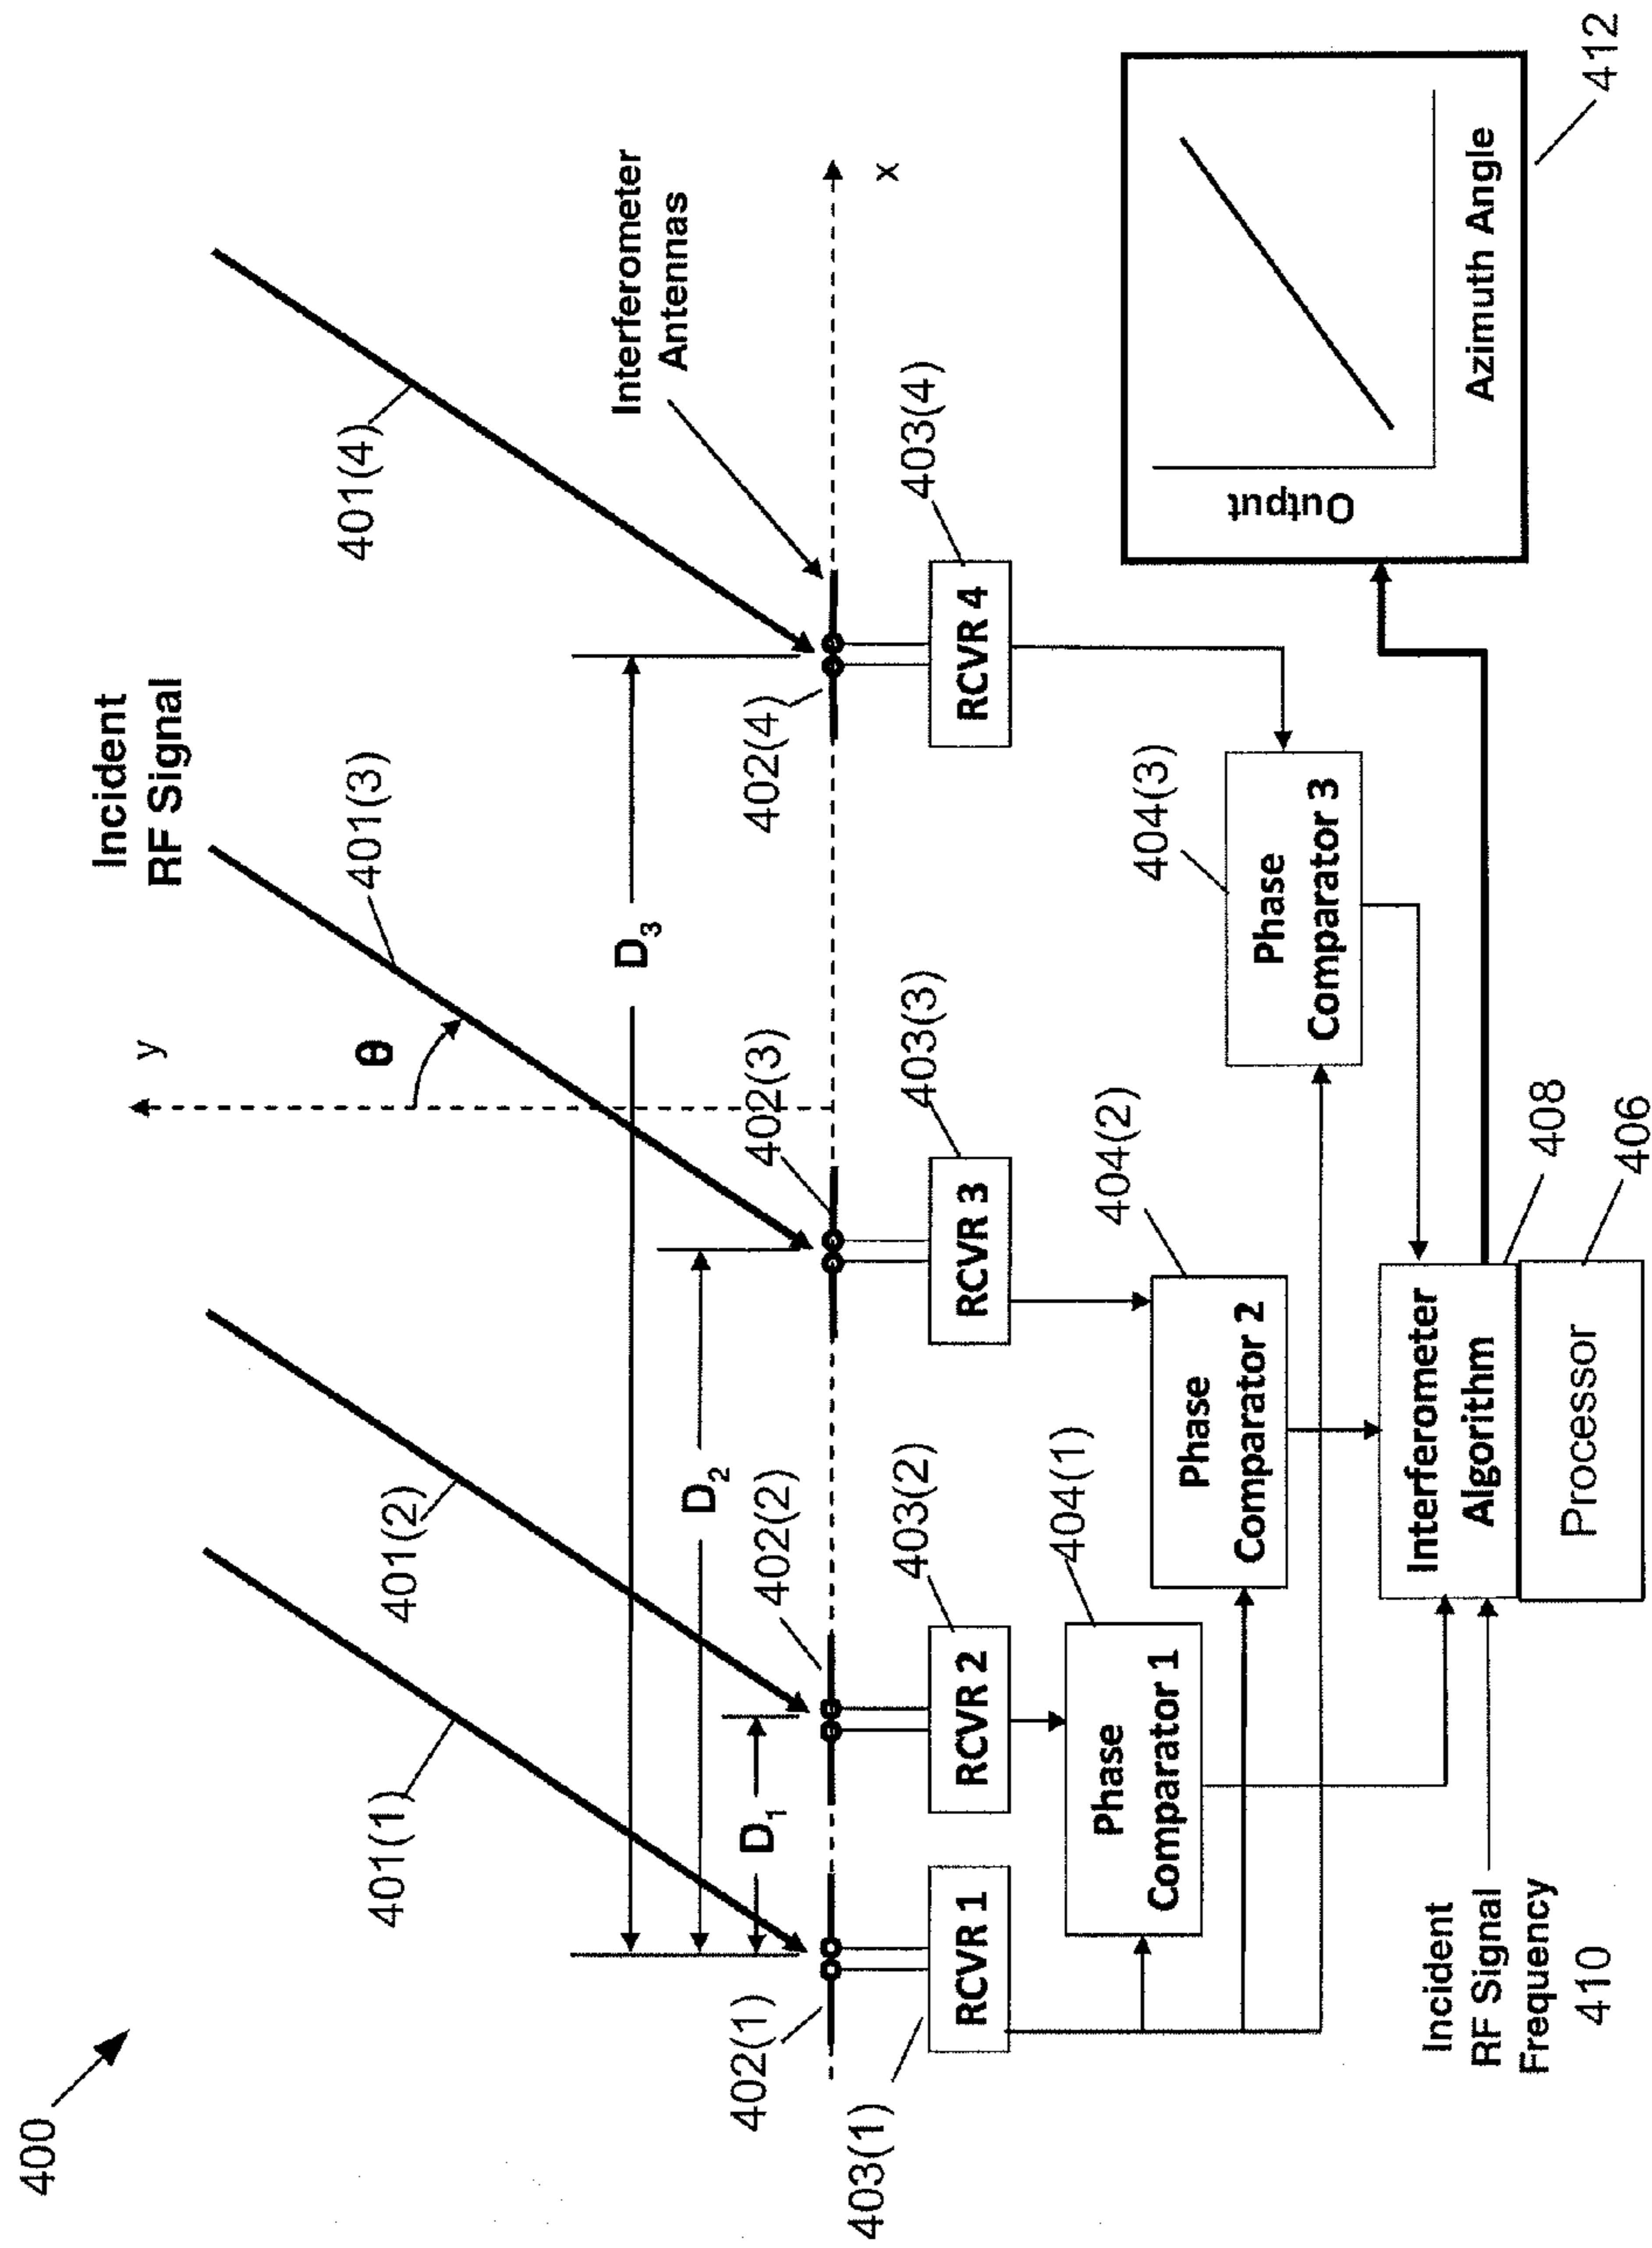 400
Incident
RF Signal
y
401(1)
401(2)
401(3)
401(4)
θ
Interferometer
Antennas
D3
D2
D1
x
402(1)
402(2)
402(3)
402(4)
403(1)
403(2)
403(3)
403(4)
RCVR 1
RCVR 2
RCVR 3
RCVR 4
404(1)
404(2)
404(3)
Phase
Comparator 1
Phase
Comparator 2
Phase
Comparator 3
Output
Azimuth Angle
412
Incident
RF Signal
Frequency
410
Interferometer
Algorithm
408
Processor
406